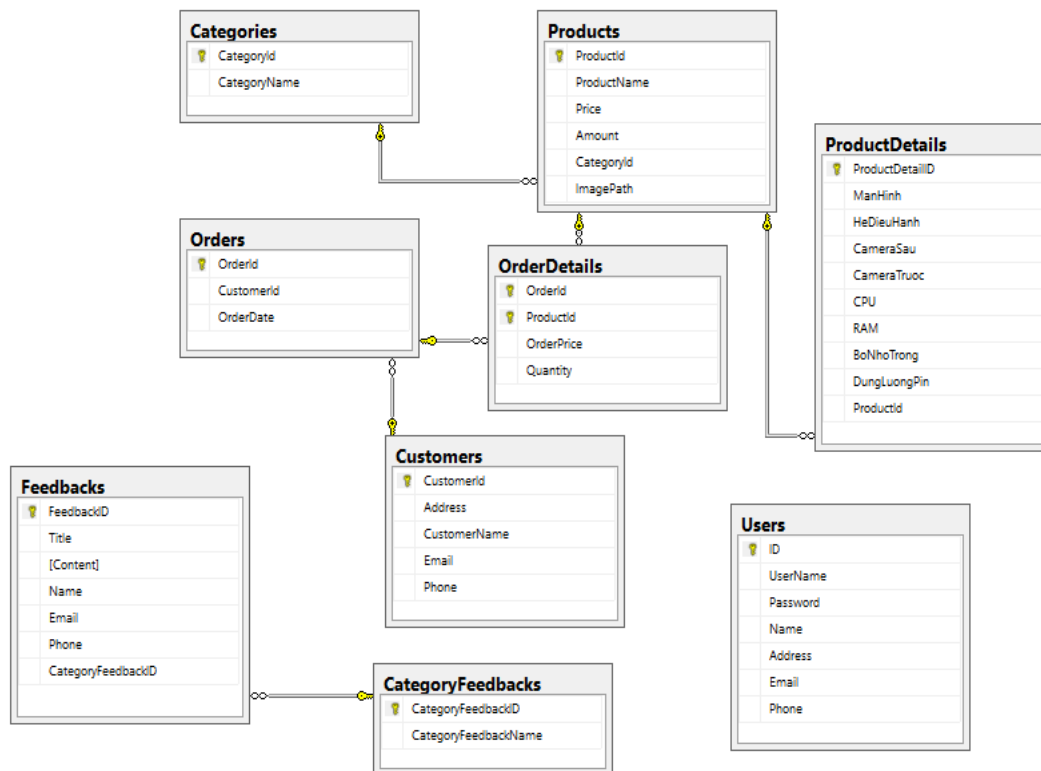 Categories
CategoryId
CategoryName
Products
ProductId
ProductName
Price
Amount
CategoryId
ImagePath
ProductDetails
ProductDetailID
ManHinh
HeDieuHanh
CameraSau
CameraTruoc
CPU
RAM
BoNhoTrong
DungLuongPin
ProductId
Orders
OrderId
CustomerId
OrderDate
OrderDetails
OrderId
ProductId
OrderPrice
Quantity
Customers
CustomerId
Address
CustomerName
Email
Phone
Feedbacks
FeedbackID
Title
[Content]
Name
Email
Phone
CategoryFeedbackID
Users
ID
UserName
Password
Name
Address
Email
Phone
CategoryFeedbacks
CategoryFeedbackID
CategoryFeedbackName